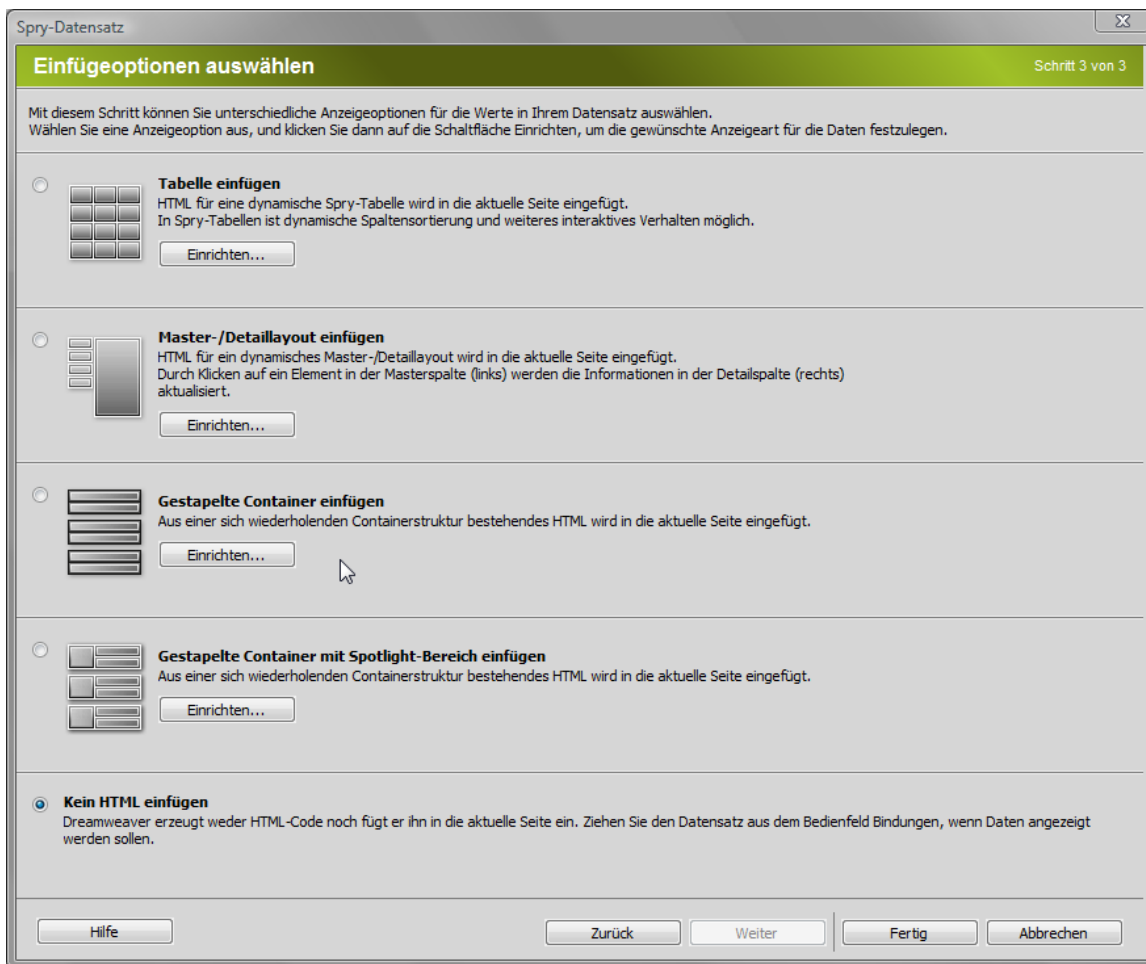 Spry-Datensatz
Einfügeoptionen auswählen
Schritt 3 von 3
Mit diesem Schritt können Sie unterschiedliche Anzeigeoptionen für die Werte in Ihrem Datensatz auswählen.
Wählen Sie eine Anzeigeoption aus, und klicken Sie dann auf die Schaltfläche Einrichten, um die gewünschte Anzeigeart für die Daten festzulegen.
Tabelle einfügen
HTML für eine dynamische Spry-Tabelle wird in die aktuelle Seite eingefügt.
In Spry-Tabellen ist dynamische Spaltensortierung und weiteres interaktives Verhalten möglich.
Einrichten...
Master-/Detaillayout einfügen
HTML für ein dynamisches Master-/Detaillayout wird in die aktuelle Seite eingefügt.
Durch Klicken auf ein Element in der Masterspalte (links) werden die Informationen in der Detailspalte (rechts)
aktualisiert.
Einrichten...
Gestapelte Container einfügen
Aus einer sich wiederholenden Containerstruktur bestehendes HTML wird in die aktuelle Seite eingefügt.
Einrichten...
Gestapelte Container mit Spotlight-Bereich einfügen
Aus einer sich wiederholenden Containerstruktur bestehendes HTML wird in die aktuelle Seite eingefügt.
Einrichten...
Kein HTML einfügen
Dreamweaver erzeugt weder HTML-Code noch fügt er ihn in die aktuelle Seite ein. Ziehen Sie den Datensatz aus dem Bedienfeld Bindungen, wenn Daten angezeigt
werden sollen.
Hilfe
Zurück
Weiter
Fertig
Abbrechen